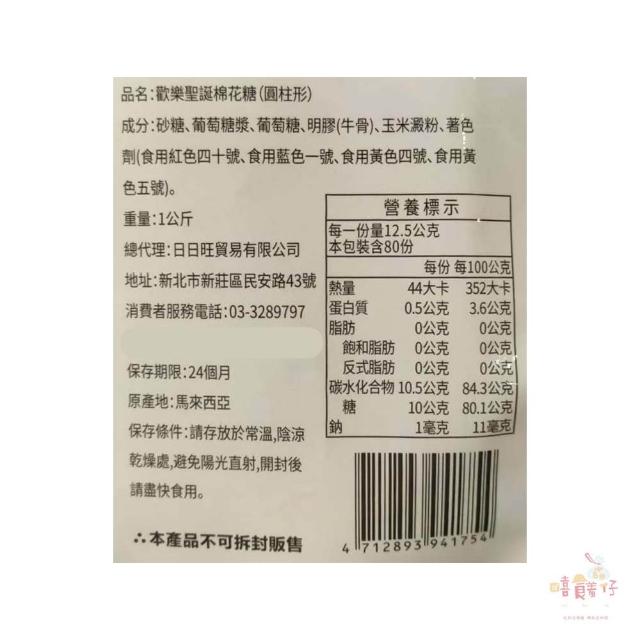 品名:歡樂聖誕棉花糖(圓柱形)
成分:砂糖、葡萄糖漿、葡萄糖、明膠(牛骨)、玉米澱粉、著色
劑(食用紅色四十號、食用藍色一號、食用黃色四號、食用黃
色五號)。
重量:1公斤
總代理:日日旺貿易有限公司
地址:新北市新莊區民安路43號
消費者服務電話:03-3289797
保存期限:24個月
原產地:馬來西亞
保存條件:請存放於常溫,陰涼
乾燥處,避免陽光直射,開封後
請盡快食用。
∴本產品不可拆封販售
營養標示
每一份量12.5公克
本包裝含80份
每份 每100公克
熱量 44大卡 352大卡
蛋白質 0.5公克 3.6公克
脂肪 0公克 0公克
飽和脂肪 0公克 0公克
反式脂肪 0公克 0公克
碳水化合物 10.5公克 84.3公克
糖 10公克 80.1公克
鈉 1毫克 11毫克
4 712893 941754